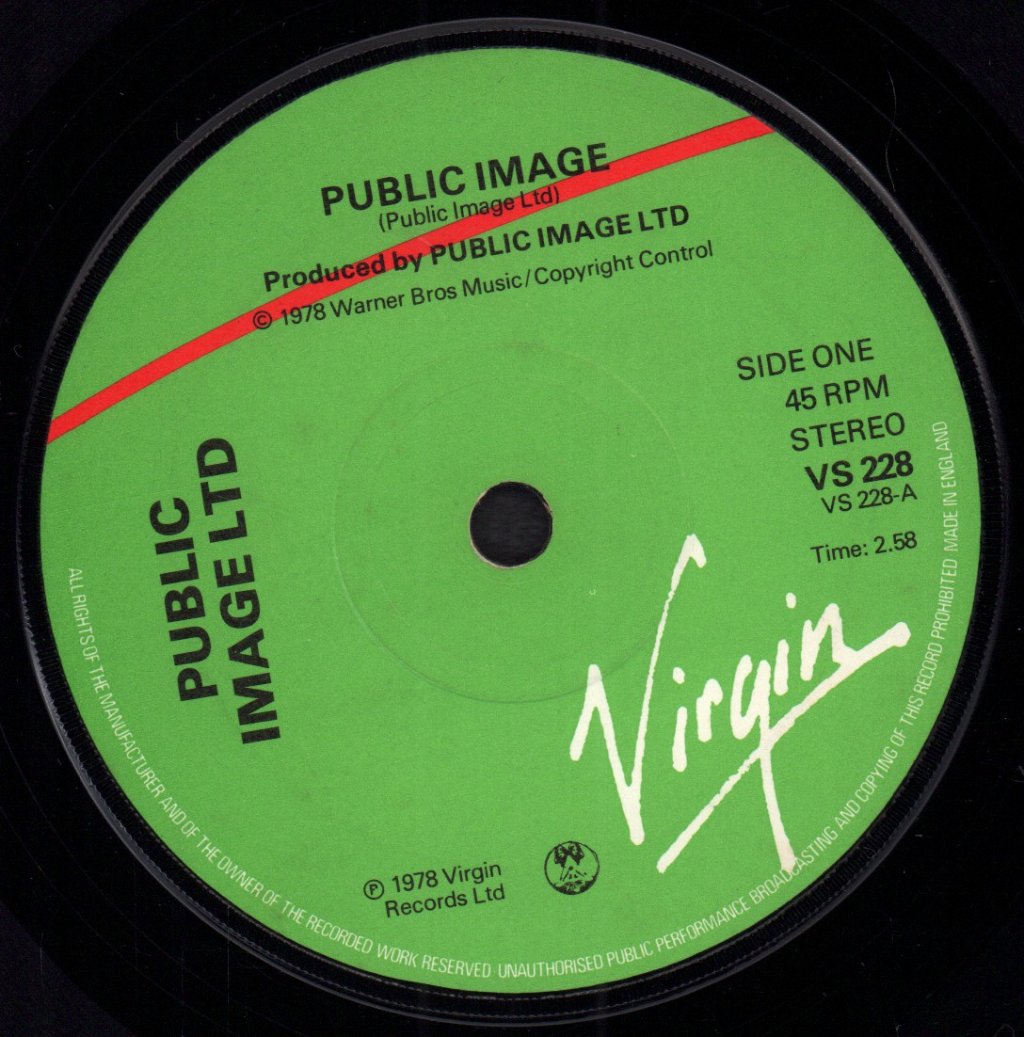 PUBLIC IMAGE
(Public Image Ltd)
Produced by PUBLIC IMAGE LTD
© 1978 Warner Bros Music/Copyright Control
SIDE ONE
45 RPM
STEREO
VS 228
VS 228-A
Time: 2.58
PUBLIC
IMAGE LTD
Virgin
℗ 1978 Virgin
Records Ltd
ALL RIGHTS OF THE MANUFACTURER AND OF THE OWNER OF THE RECORDED WORK RESERVED · UNAUTHORISED PUBLIC PERFORMANCE BROADCASTING AND COPYING OF THIS RECORD PROHIBITED MADE IN ENGLAND